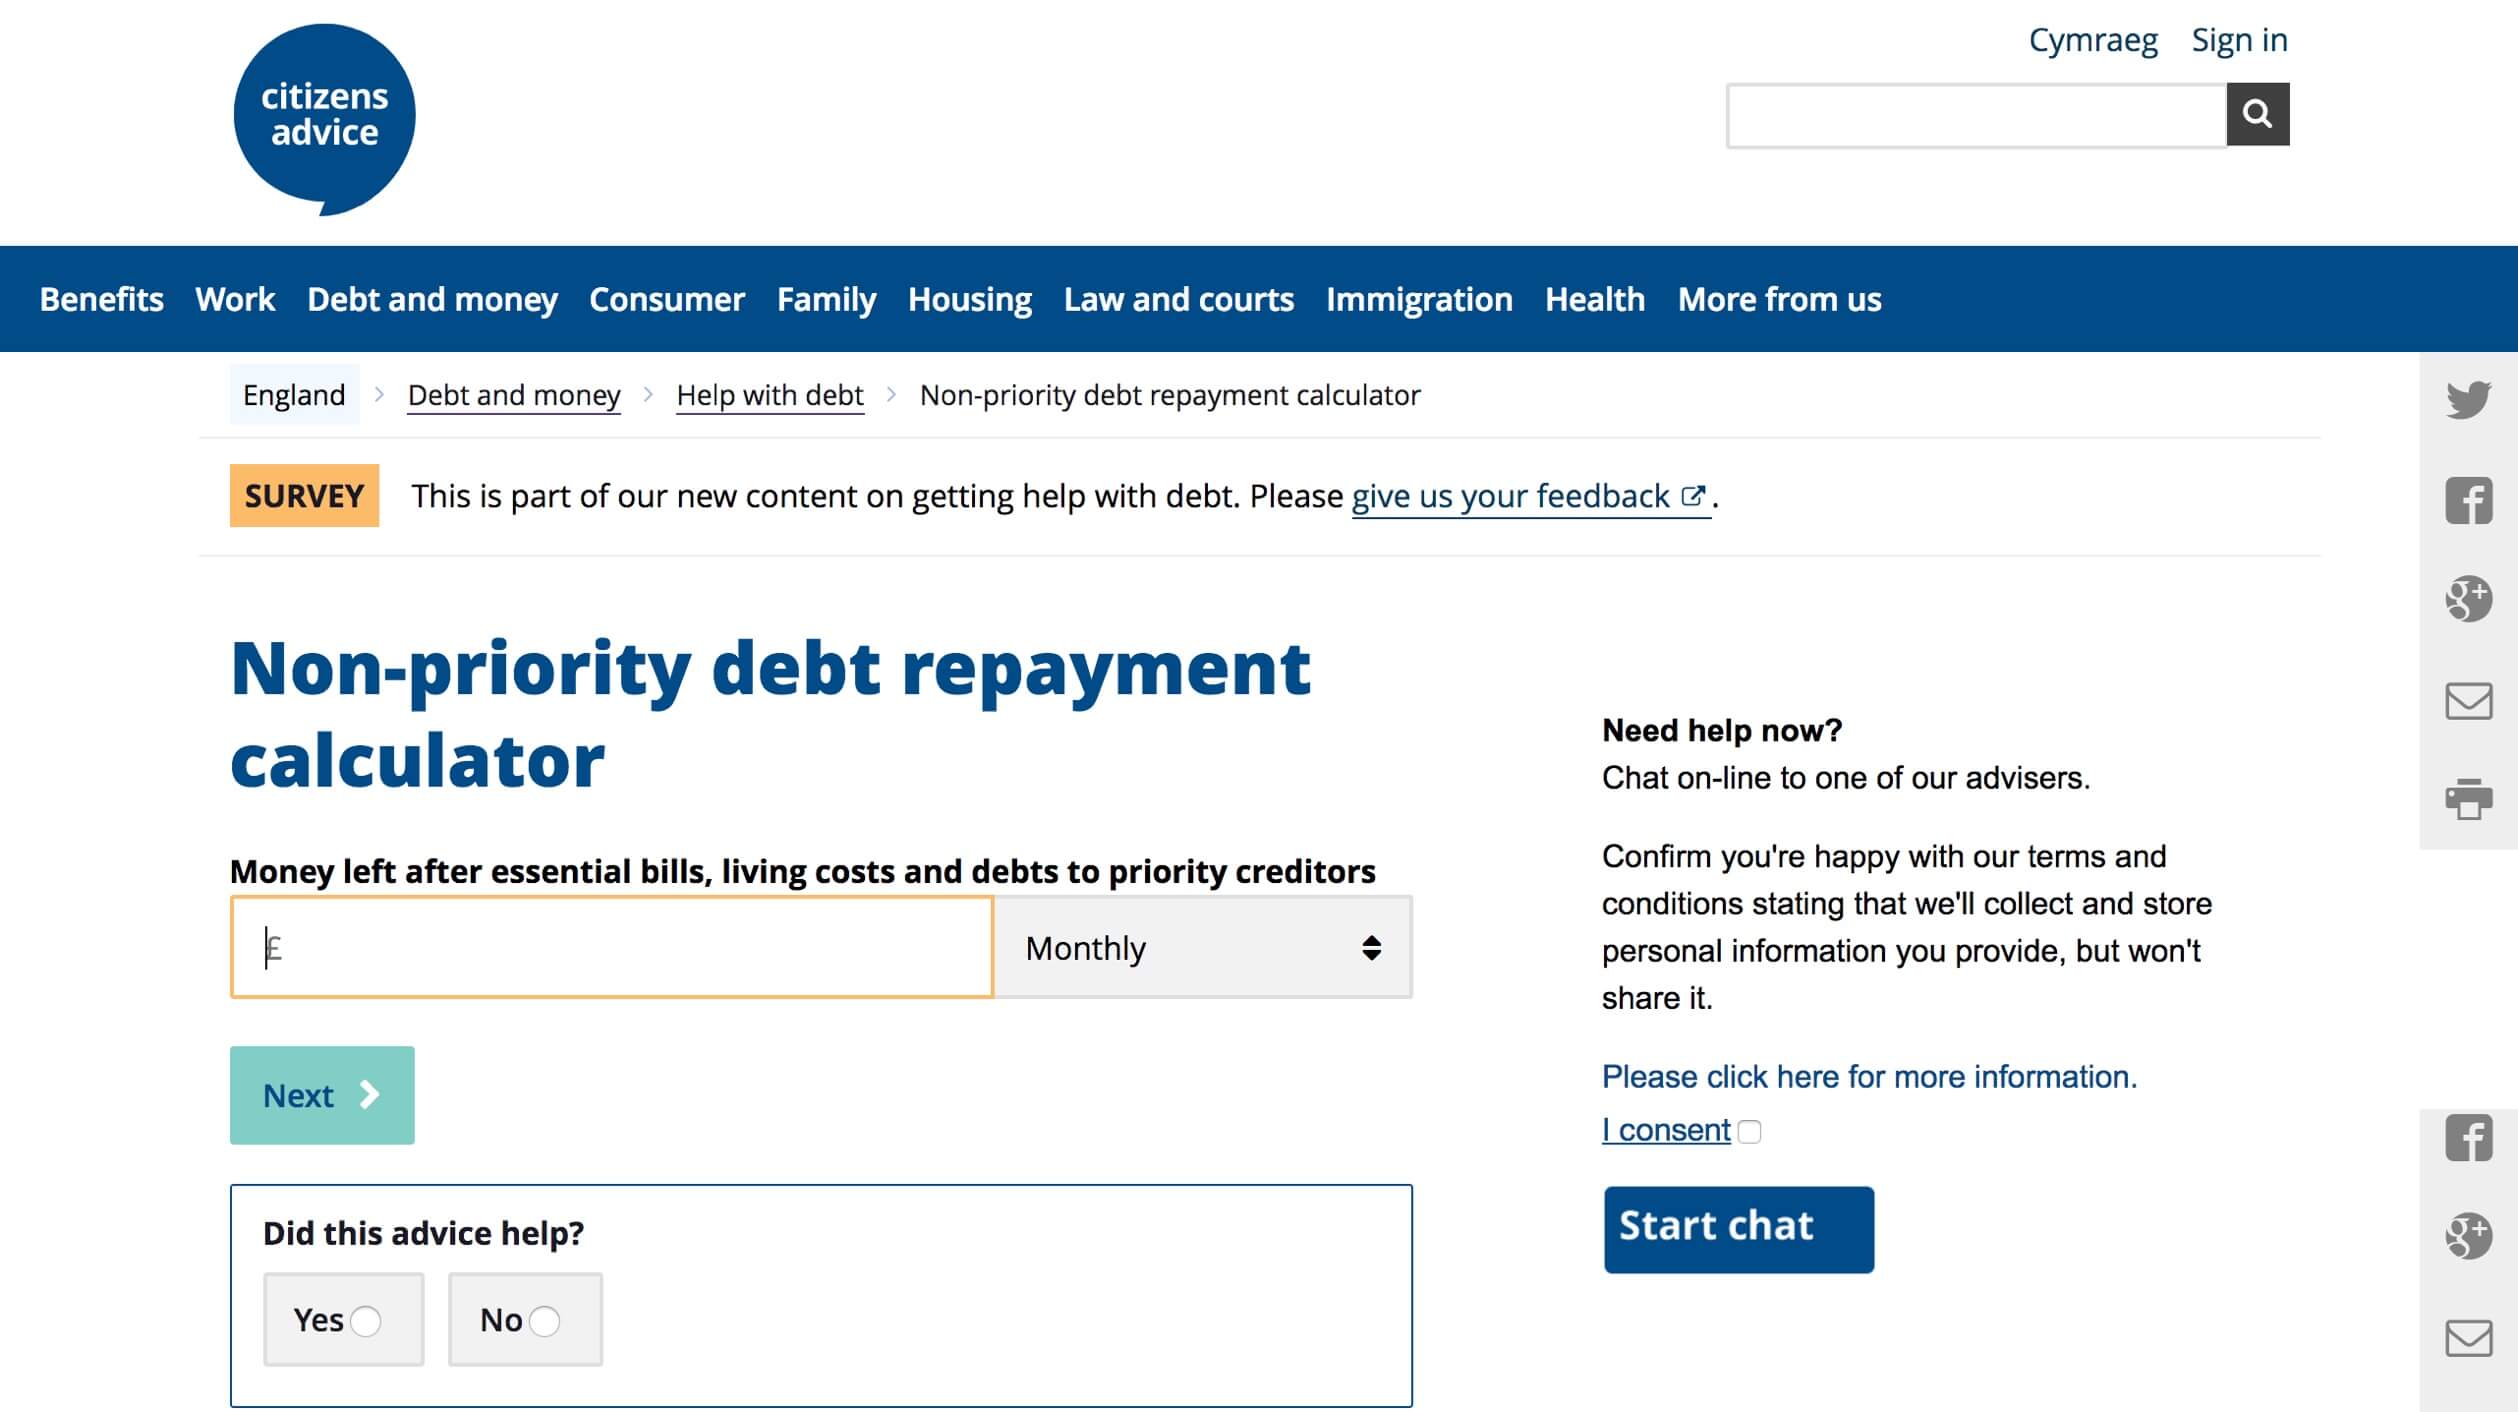 citizens
advice
Cymraeg Sign in
Benefits Work Debt and money Consumer Family Housing Law and courts Immigration Health More from us
England > Debt and money > Help with debt > Non-priority debt repayment calculator
SURVEY This is part of our new content on getting help with debt. Please give us your feedback.
Non-priority debt repayment
calculator
Money left after essential bills, living costs and debts to priority creditors
£ Monthly
Next
Did this advice help?
Yes No
Need help now?
Chat on-line to one of our advisers.
Confirm you're happy with our terms and
conditions stating that we'll collect and store
personal information you provide, but won't
share it.
Please click here for more information.
I consent
Start chat